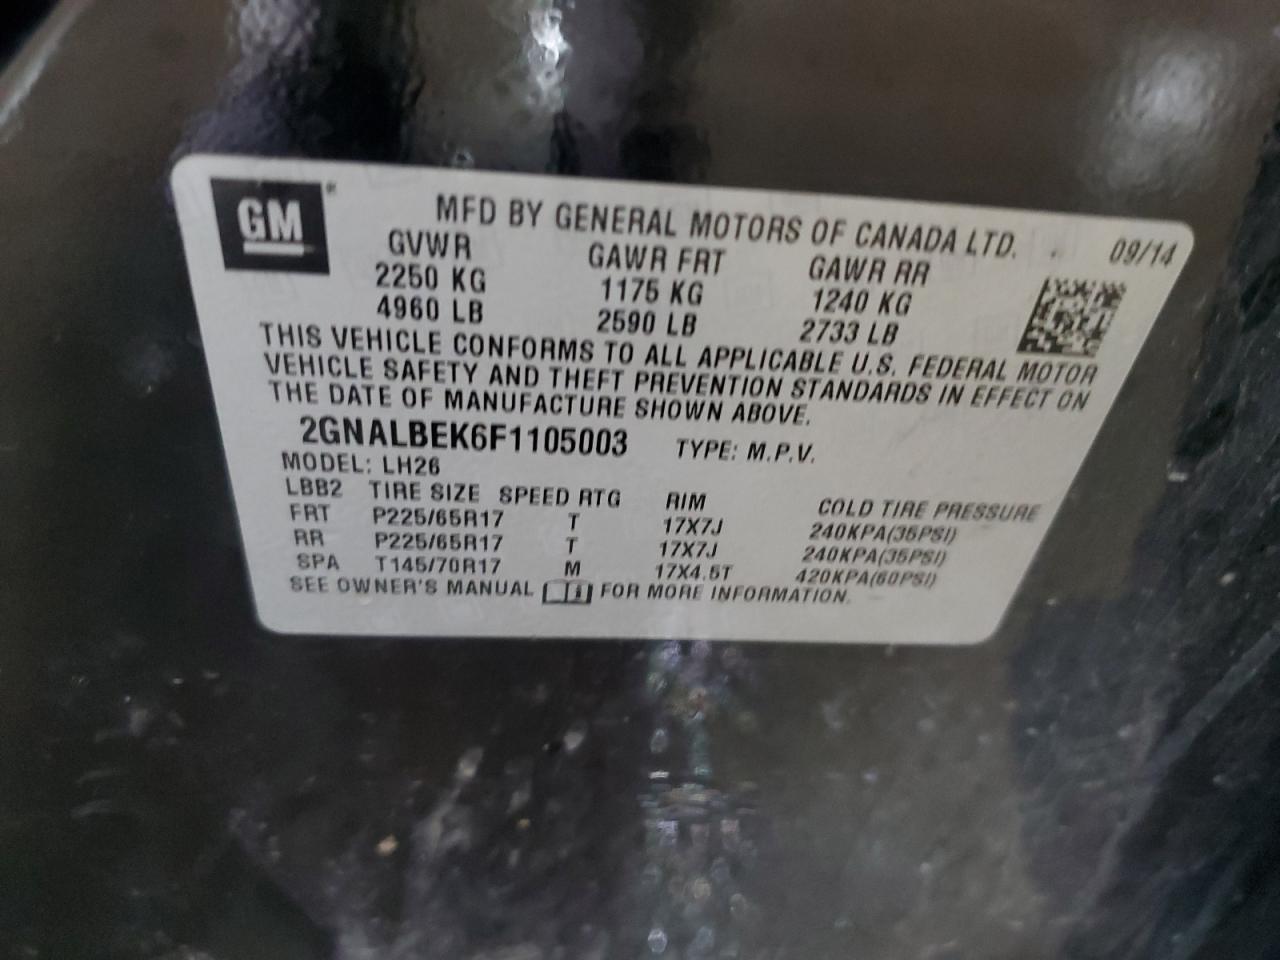 GM®
MFD BY GENERAL MOTORS OF CANADA LTD. 09/14
GVWR GAWR FRT GAWR RR
2250 KG 1175 KG 1240 KG
4960 LB 2590 LB 2733 LB
THIS VEHICLE CONFORMS TO ALL APPLICABLE U.S. FEDERAL MOTOR
VEHICLE SAFETY AND THEFT PREVENTION STANDARDS IN EFFECT ON
THE DATE OF MANUFACTURE SHOWN ABOVE.
2GNALBEK6F1105003 TYPE: M.P.V.
MODEL: LH26
LBB2 TIRE SIZE SPEED RTG RIM COLD TIRE PRESSURE
FRT P225/65R17 T 17X7J 240KPA(35PSI)
RR P225/65R17 T 17X7J 240KPA(35PSI)
SPA T145/70R17 M 17X4.5T 420KPA(60PSI)
SEE OWNER'S MANUAL FOR MORE INFORMATION.